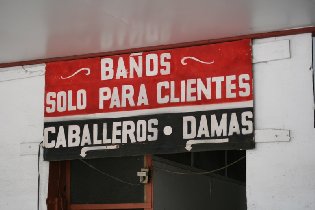 BAÑOS
SOLO PARA CLIENTES
CABALLEROS • DAMAS